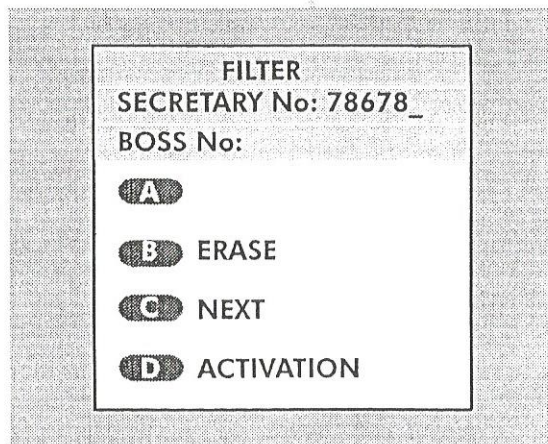 FILTER
SECRETARY No: 78678_
BOSS No:
A
B ERASE
C NEXT
D ACTIVATION